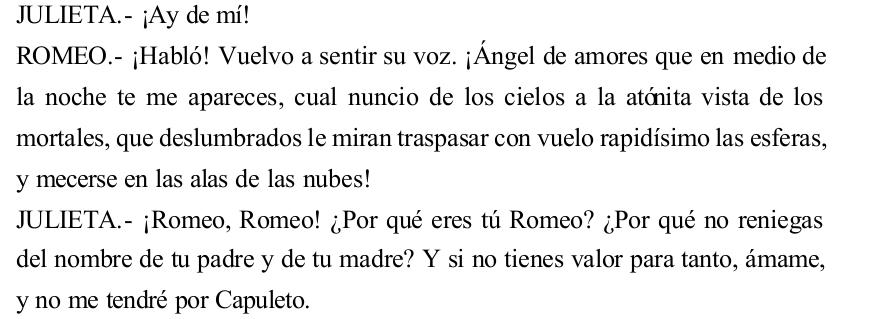 JULIETA.- ¡Ay de mí!
ROMEO.- ¡Habló! Vuelvo a sentir su voz. ¡Ángel de amores que en medio de
la noche te me apareces, cual nuncio de los cielos a la atónita vista de los
mortales, que deslumbrados le miran traspasar con vuelo rapidísimo las esferas,
y mecerse en las alas de las nubes!
JULIETA.- ¡Romeo, Romeo! ¿Por qué eres tú Romeo? ¿Por qué no reniegas
del nombre de tu padre y de tu madre? Y si no tienes valor para tanto, ámame,
y no me tendré por Capuleto.